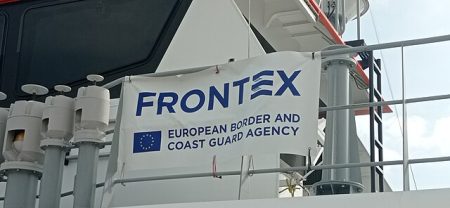 FRONTEX
EUROPEAN BORDER AND
COAST GUARD AGENCY